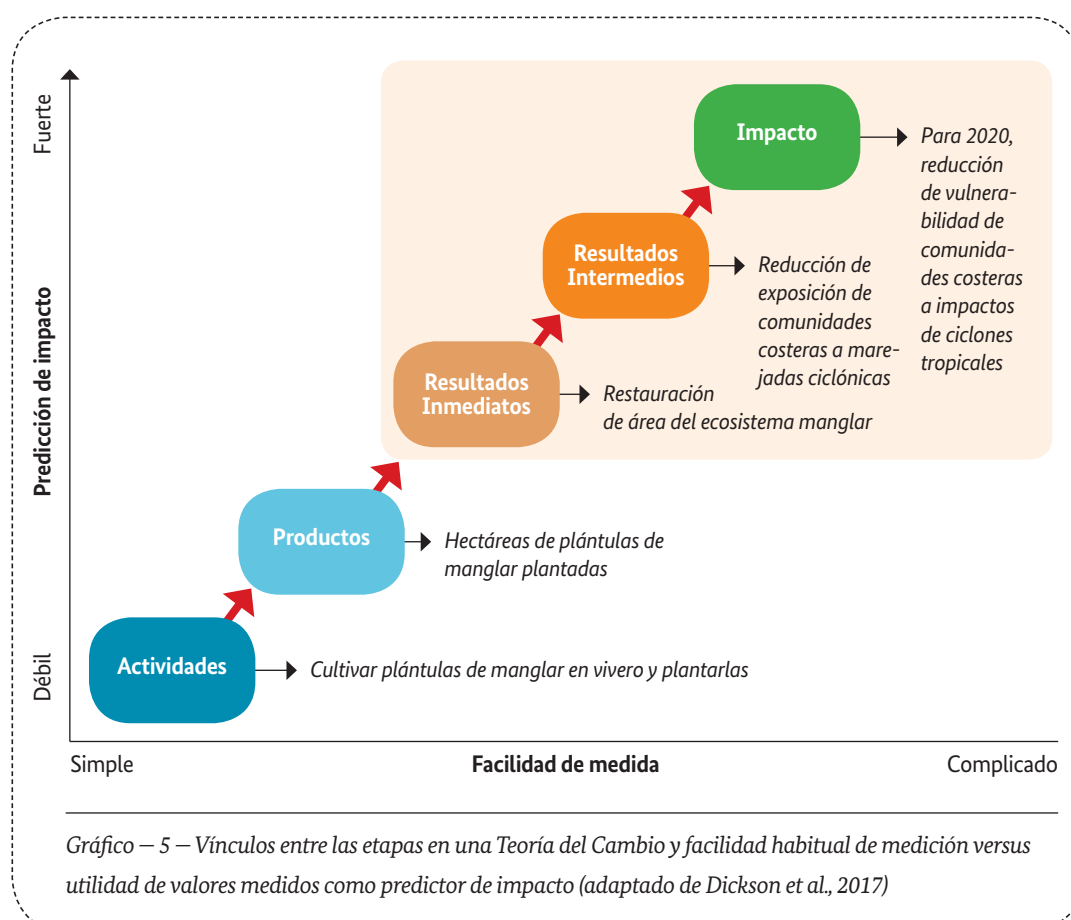 Fuerte
Predicción de impacto
Débil
Impacto
Para 2020,
reducción
de vulnera-
bilidad de
comunida-
des costeras
a impactos
de ciclones
tropicales
Resultados
Intermedios
Reducción de
exposición de
comunidades
costeras a mare-
jadas ciclónicas
Resultados
Inmediatos
Restauración
de área del ecosistema manglar
Productos
Hectáreas de plántulas de
manglar plantadas
Actividades
Cultivar plántulas de manglar en vivero y plantarlas
Simple
Facilidad de medida
Complicado
Gráfico – 5 – Vínculos entre las etapas en una Teoría del Cambio y facilidad habitual de medición versus
utilidad de valores medidos como predictor de impacto (adaptado de Dickson et al., 2017)